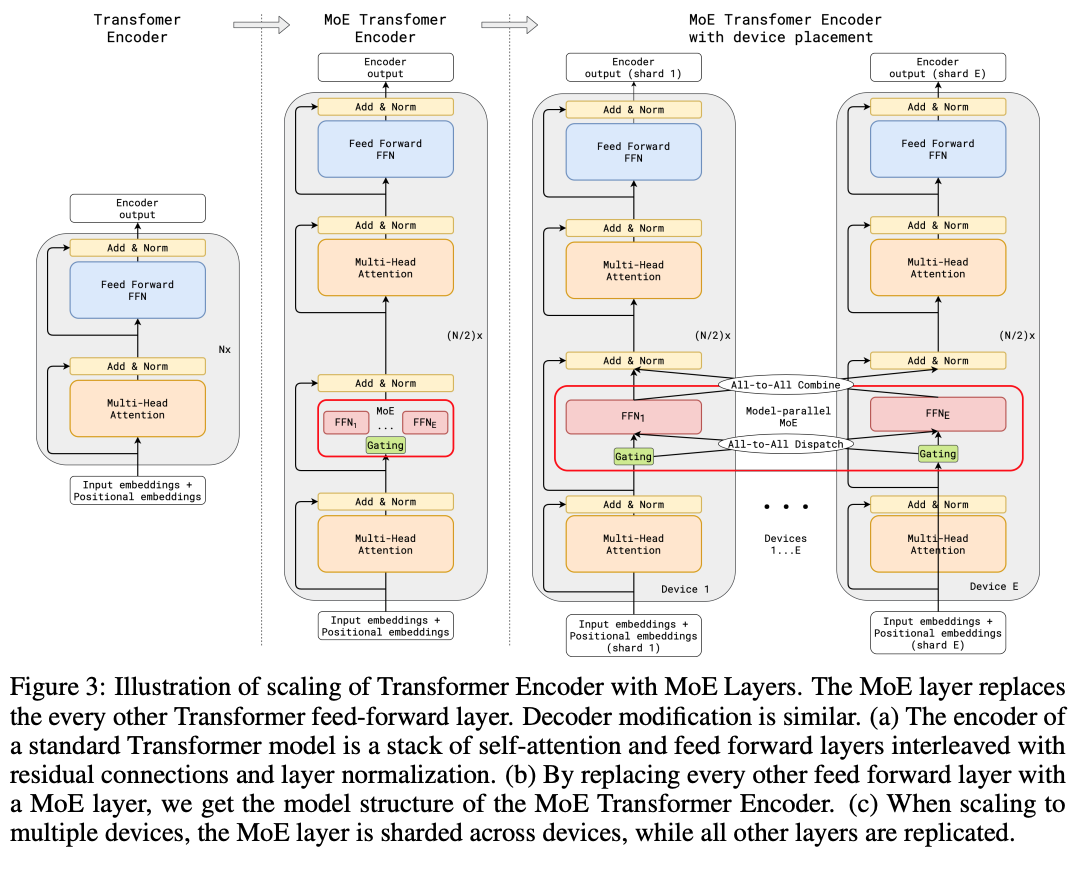 Transfomer
Encoder
MoE Transfomer
Encoder
MoE Transfomer Encoder
with device placement
Encoder
output
Add & Norm
Feed Forward
FFN
Add & Norm
Multi-Head
Attention
Nx
Input embeddings +
Positional embeddings
Encoder
output
Add & Norm
Feed Forward
FFN
Add & Norm
Multi-Head
Attention
(N/2)x
Add & Norm
MoE
FFN1 ... FFNE
Gating
Add & Norm
Multi-Head
Attention
Input embeddings +
Positional embeddings
Encoder
output (shard 1)
Add & Norm
Feed Forward
FFN
Add & Norm
Multi-Head
Attention
(N/2)x
Add & Norm
FFN1
Gating
Add & Norm
Multi-Head
Attention
Device 1
Input embeddings +
Positional embeddings
(shard 1)
All-to-All Combine
Model-parallel
MoE
All-to-All Dispatch
Devices
1...E
Encoder
output (shard E)
Add & Norm
Feed Forward
FFN
Add & Norm
Multi-Head
Attention
(N/2)x
Add & Norm
FFNE
Gating
Add & Norm
Multi-Head
Attention
Device E
Input embeddings +
Positional embeddings
(shard E)
Figure 3: Illustration of scaling of Transformer Encoder with MoE Layers. The MoE layer replaces
the every other Transformer feed-forward layer. Decoder modification is similar. (a) The encoder of
a standard Transformer model is a stack of self-attention and feed forward layers interleaved with
residual connections and layer normalization. (b) By replacing every other feed forward layer with
a MoE layer, we get the model structure of the MoE Transformer Encoder. (c) When scaling to
multiple devices, the MoE layer is sharded across devices, while all other layers are replicated.